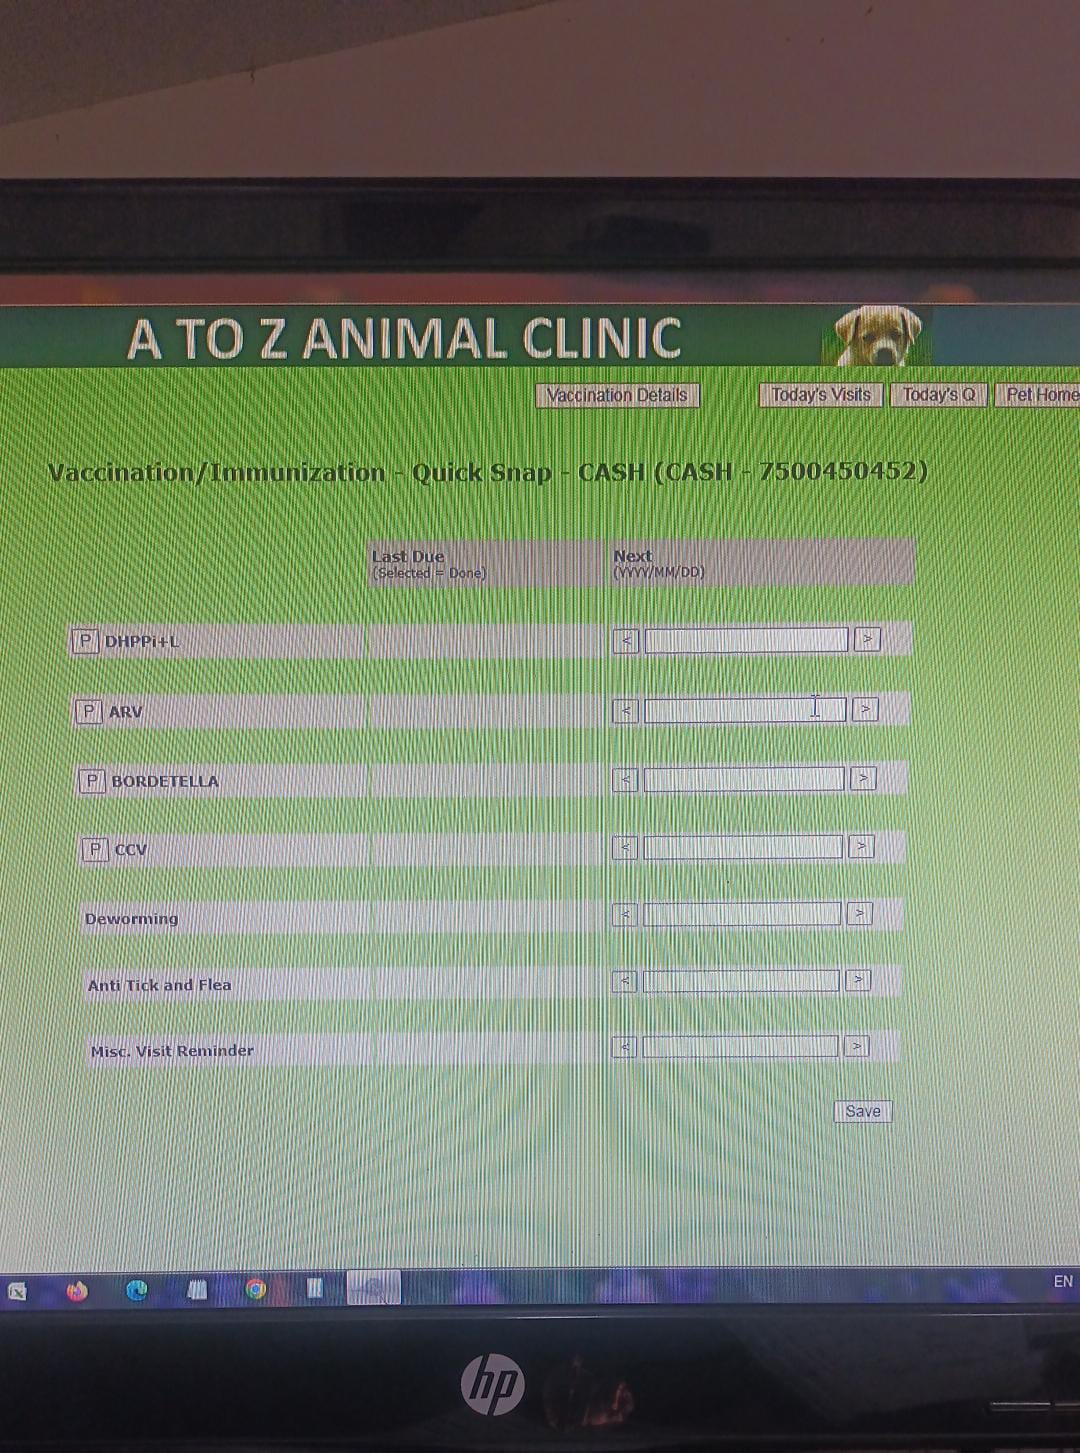 A TO Z ANIMAL CLINIC
Vaccination Details Today's Visits Today's Q Pet Home
Vaccination/Immunization - Quick Snap - CASH (CASH - 7500450452)
Last Due Next
(Selected = Done) (YYYY/MM/DD)
P DHPPi+L < >
P ARV < >
P BORDETELLA < >
P CCV < >
Deworming < >
Anti Tick and Flea < >
Misc. Visit Reminder < >
Save
EN
hp